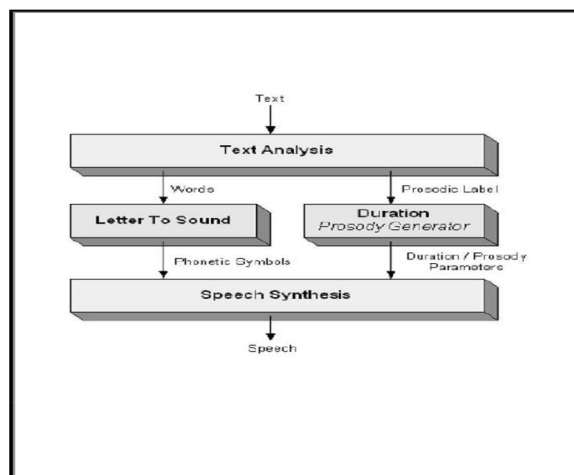 Text
Text Analysis
Words
Prosodic Label
Letter To Sound
Duration
Prosody Generator
Phonetic Symbols
Duration / Prosody
Parameters
Speech Synthesis
Speech